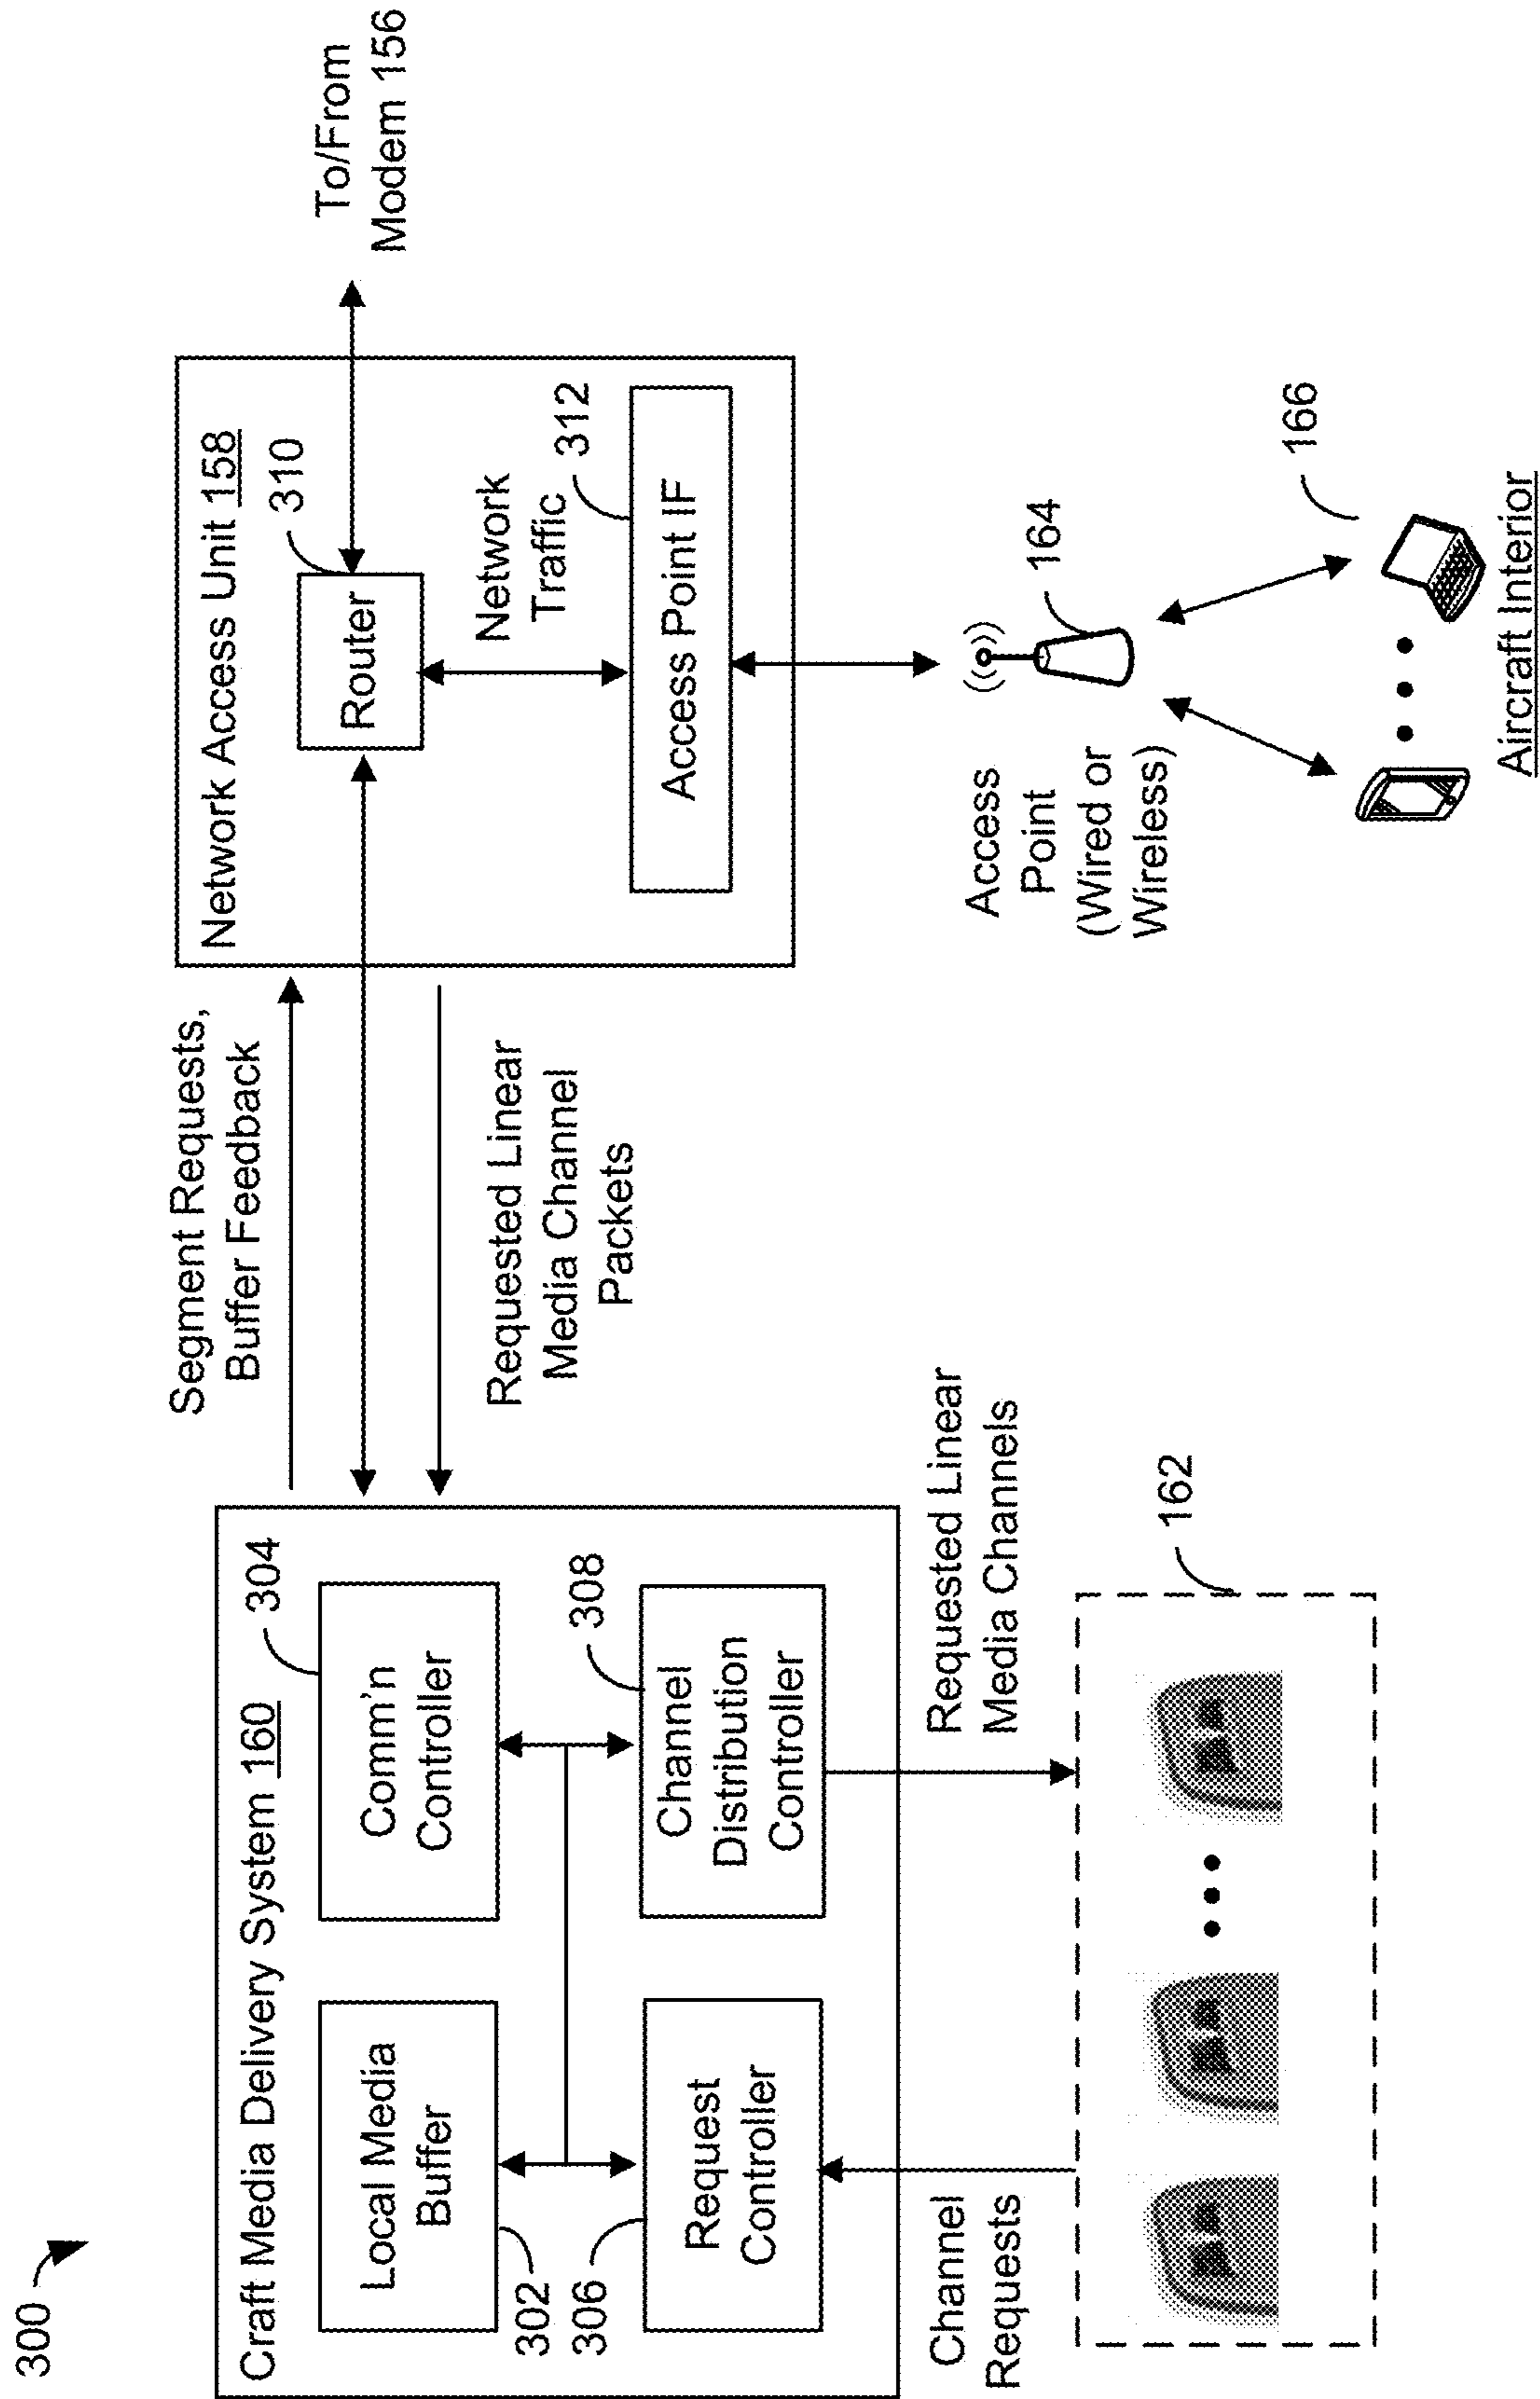 300
Craft Media Delivery System 160
Local Media
Buffer
302
Comm'n
Controller
304
306
Request
Controller
308
Channel
Distribution
Controller
Channel
Requests
Requested Linear
Media Channels
162
Segment Requests,
Buffer Feedback
Requested Linear
Media Channel
Packets
Network Access Unit 158
310
Router
To/From
Modem 156
Network
Traffic
312
Access Point IF
Access
Point
(Wired or
Wireless)
164
166
Aircraft Interior